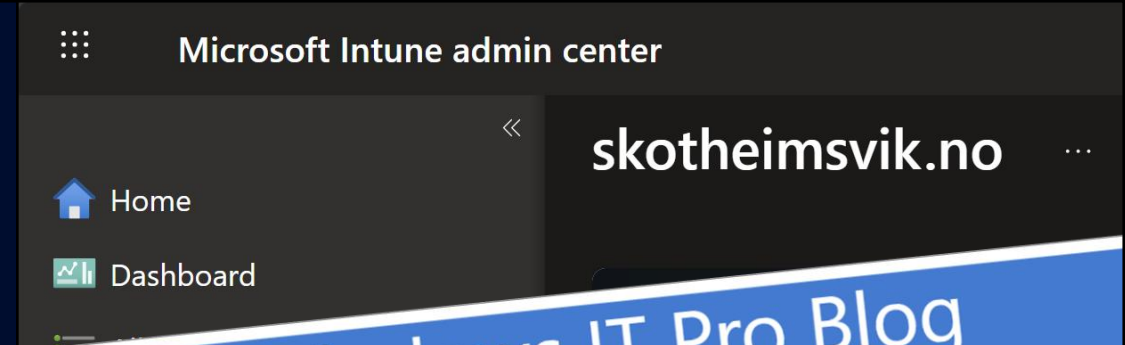 Microsoft Intune admin center
skotheimsvik.no
Home
Dashboard
IT Pro Blog